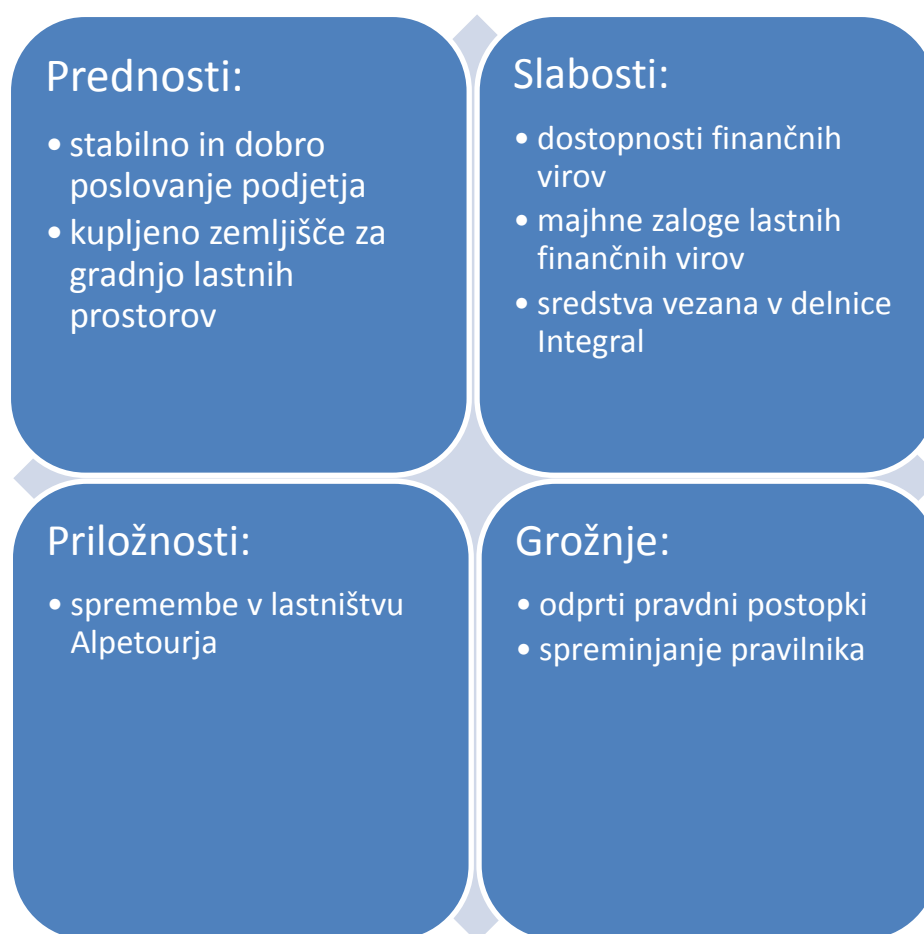 Prednosti:
• stabilno in dobro
poslovanje podjetja
• kupljeno zemljišče za
gradnjo lastnih
prostorov
Slabosti:
• dostopnosti finančnih
virov
• majhne zaloge lastnih
finančnih virov
• sredstva vezana v delnice
Integral
Priložnosti:
• spremembe v lastništvu
Alpetourja
Grožnje:
• odprti pravdni postopki
• spreminjanje pravilnika